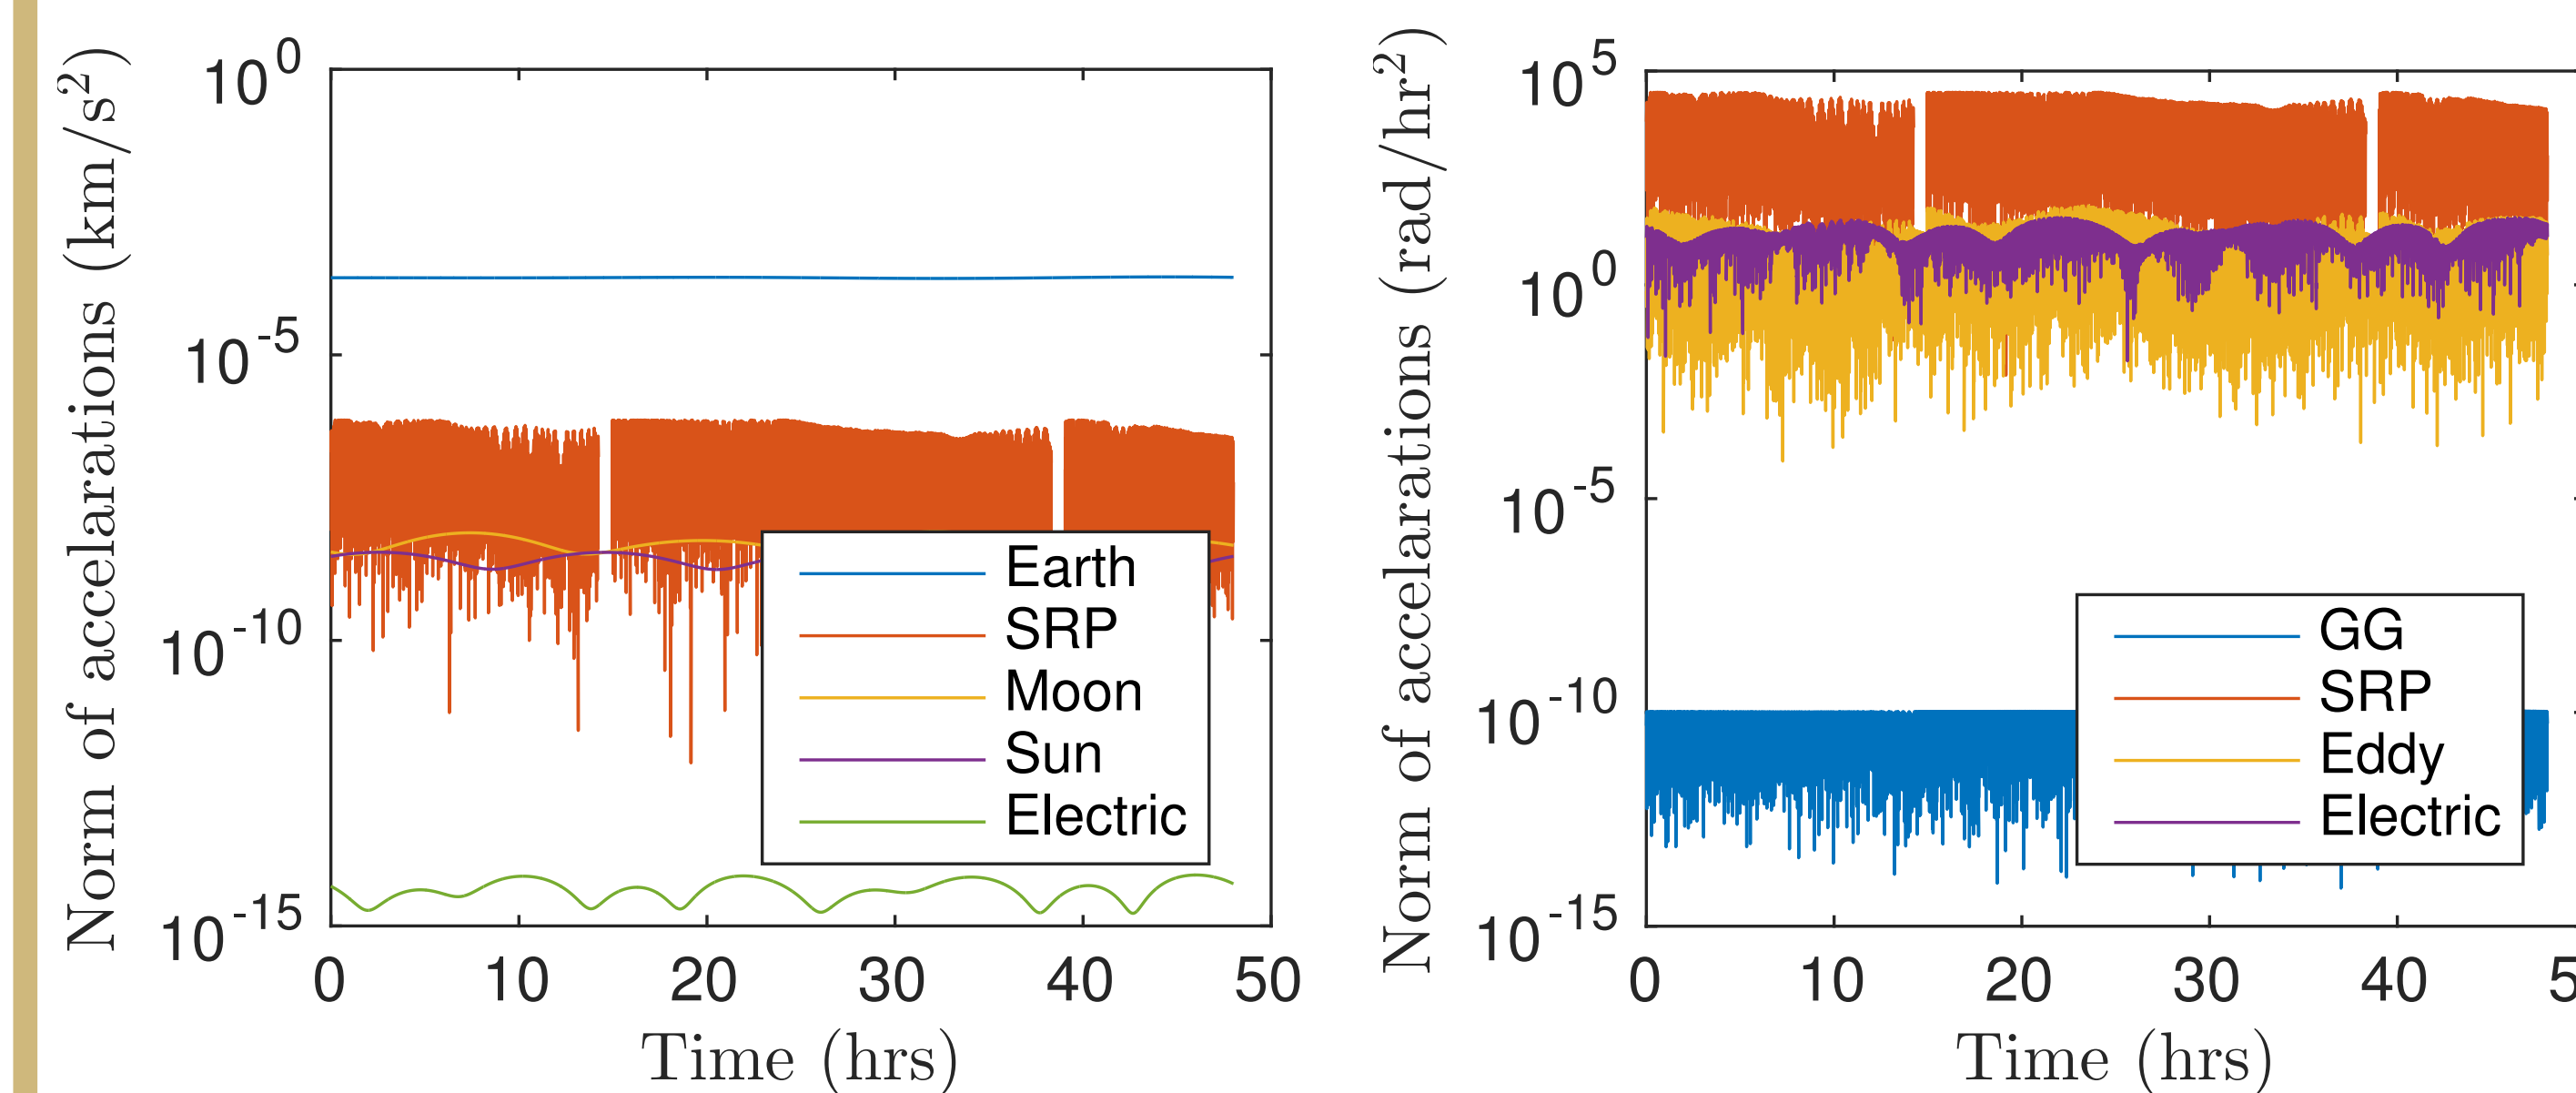 Norm of accelarations (km/s²)
10⁰
10⁻⁵
10⁻¹⁰
10⁻¹⁵
0 10 20 30 40 50
Time (hrs)
Earth
SRP
Moon
Sun
Electric
Norm of accelarations (rad/hr²)
10⁵
10⁰
10⁻⁵
10⁻¹⁰
10⁻¹⁵
0 10 20 30 40 5
Time (hrs)
GG
SRP
Eddy
Electric